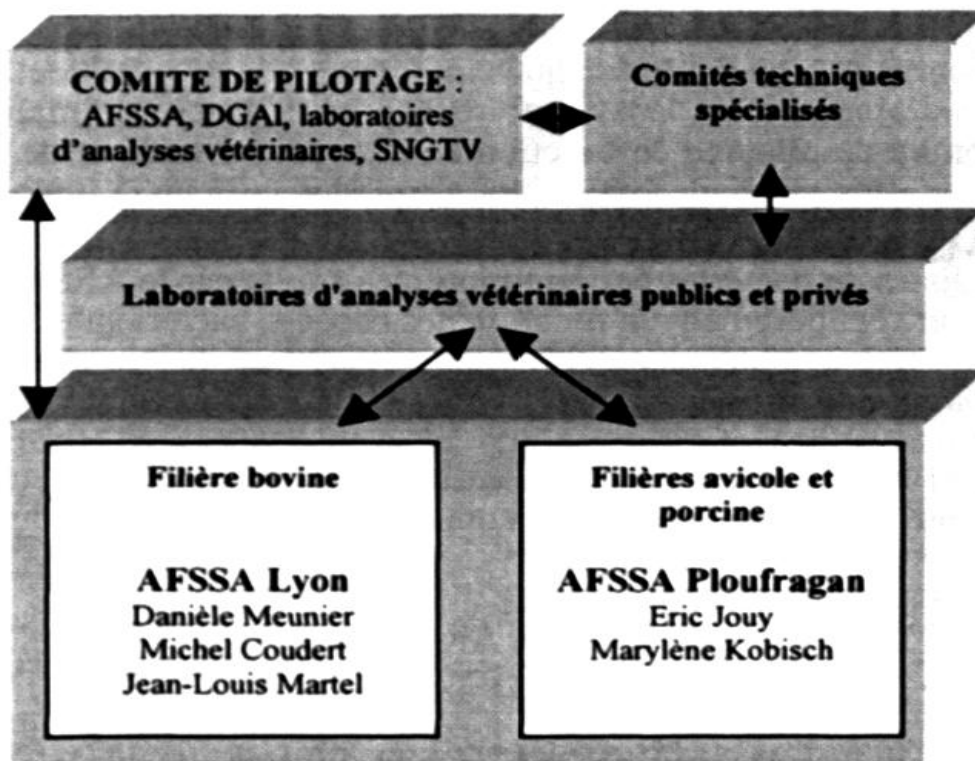 COMITE DE PILOTAGE :
AFSSA, DGAl, laboratoires
d'analyses vétérinaires, SNGTV
Comités techniques
spécialisés
Laboratoires d'analyses vétérinaires publics et privés
Filière bovine
AFSSA Lyon
Danièle Meunier
Michel Coudert
Jean-Louis Martel
Filières avicole et
porcine
AFSSA Ploufragan
Eric Jouy
Marylène Kobisch